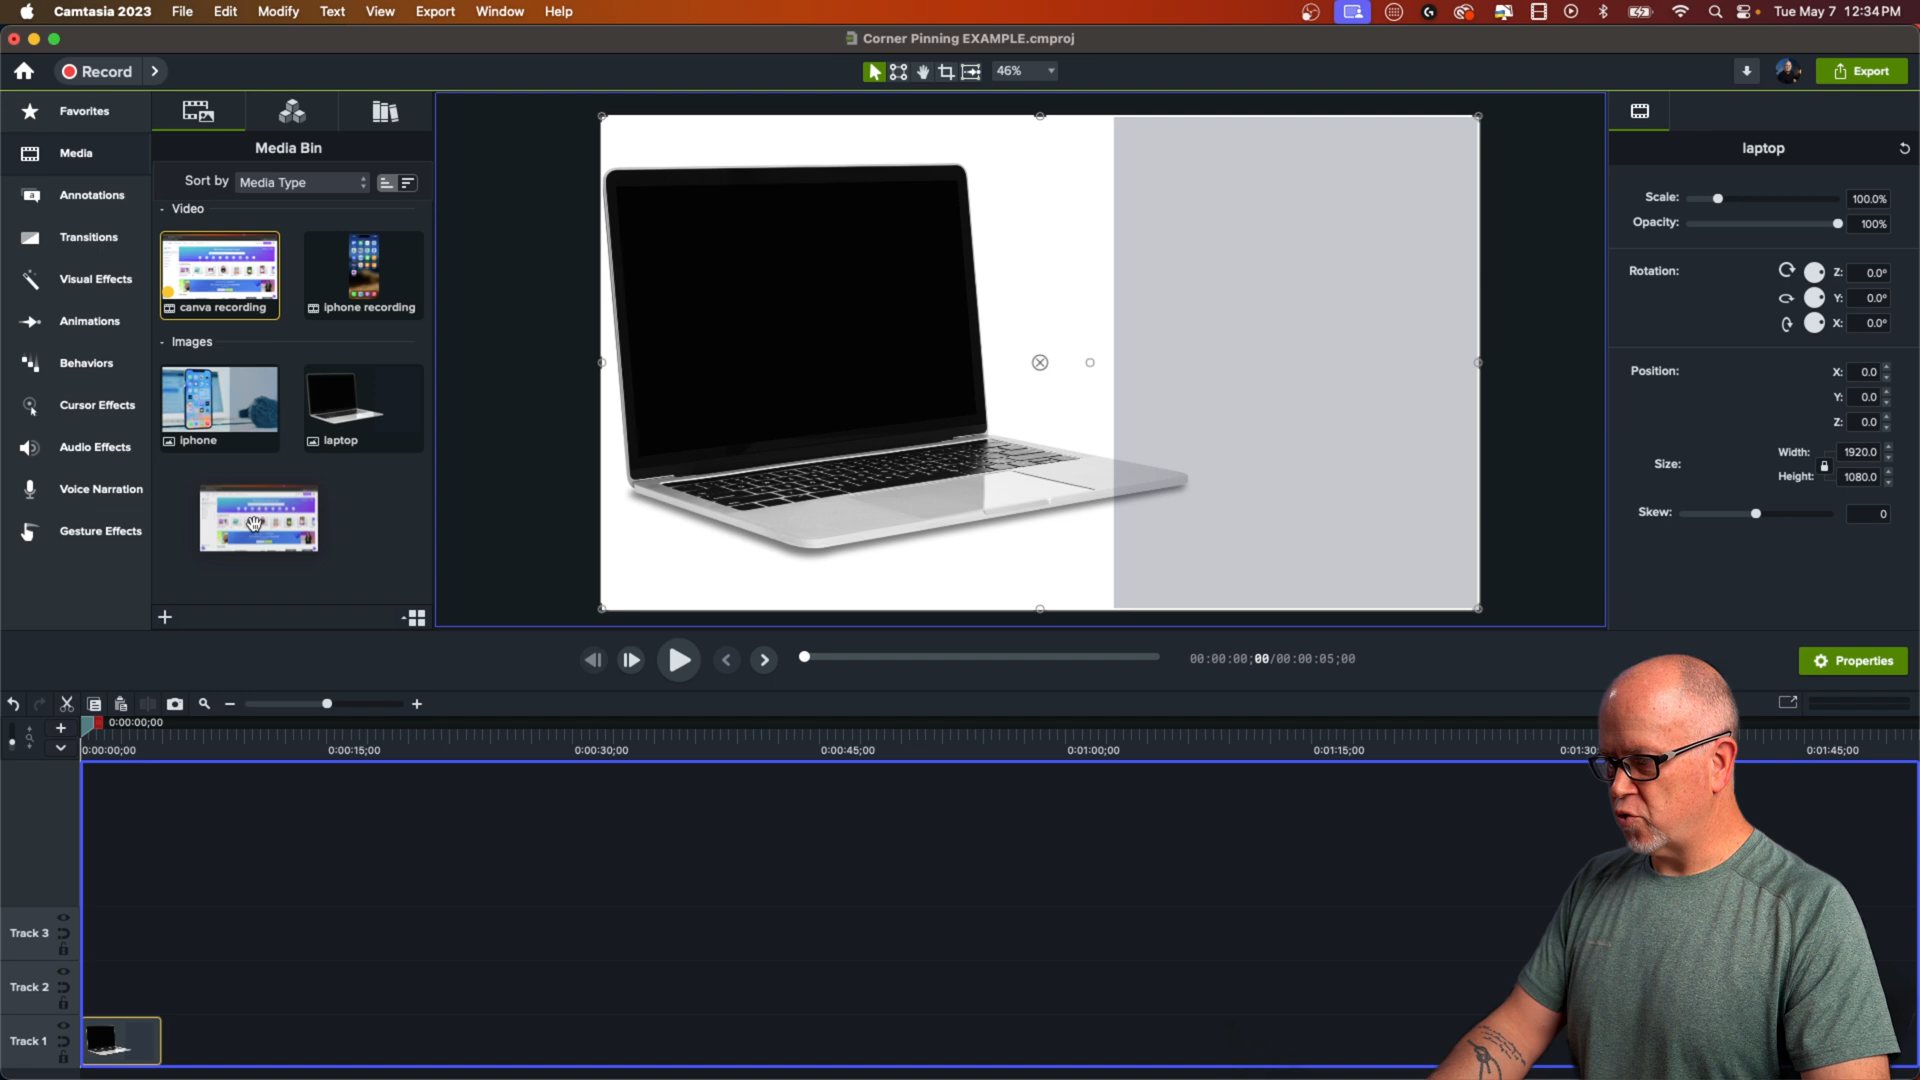 Camtasia 2023 File Edit Modify Text View Export Window Help Tue May 7 12:34 PM
Corner Pinning EXAMPLE.cmproj
Record 46% Export
Favorites
Media
Annotations
Transitions
Visual Effects
Animations
Behaviors
Cursor Effects
Audio Effects
Voice Narration
Gesture Effects
Media Bin
Sort by Media Type
Video
canva recording iphone recording
Images
iphone laptop
laptop
Scale: 100.0%
Opacity: 100%
Rotation: Z: 0.0°
Y: 0.0°
X: 0.0°
Position: X: 0.0
Y: 0.0
Z: 0.0
Size: Width: 1920.0
Height: 1080.0
Skew: 0
00:00:00;00/00:00:05;00
Properties
0:00:00;00
0:00:00;00 0:00:15;00 0:00:30;00 0:00:45;00 0:01:00;00 0:01:15;00 0:01:30 0:01:45;00
Track 3
Track 2
Track 1